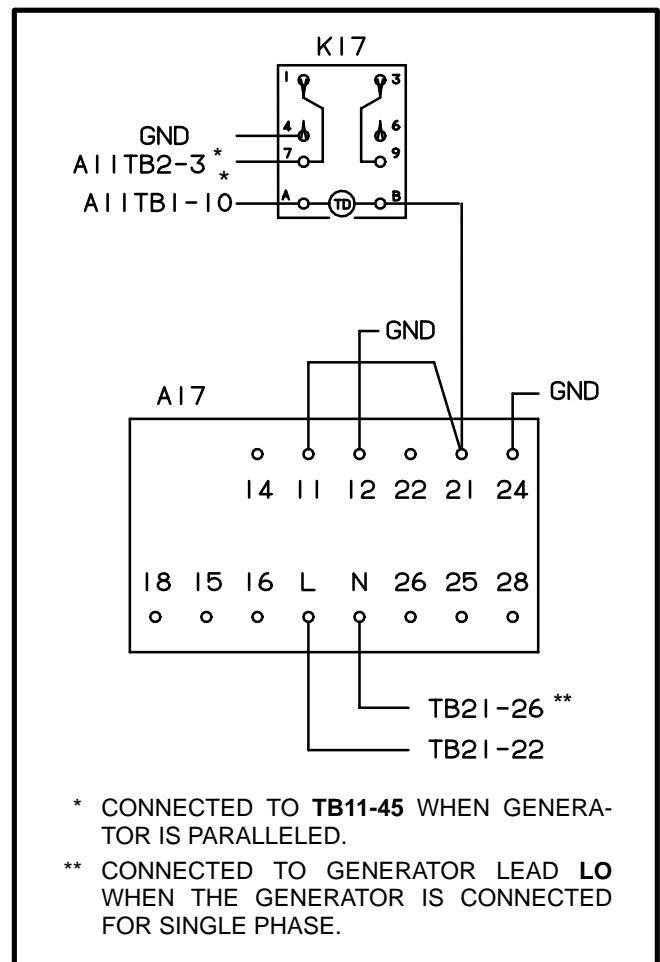 K17
1 3
4 6
GND
7 9
A11TB2-3 *
*
A11TB1-10
A TD B
GND
A17
GND
14 11 12 22 21 24
18 15 16 L N 26 25 28
TB21-26 **
TB21-22
* CONNECTED TO TB11-45 WHEN GENERA-
TOR IS PARALLELED.
** CONNECTED TO GENERATOR LEAD LO
WHEN THE GENERATOR IS CONNECTED
FOR SINGLE PHASE.